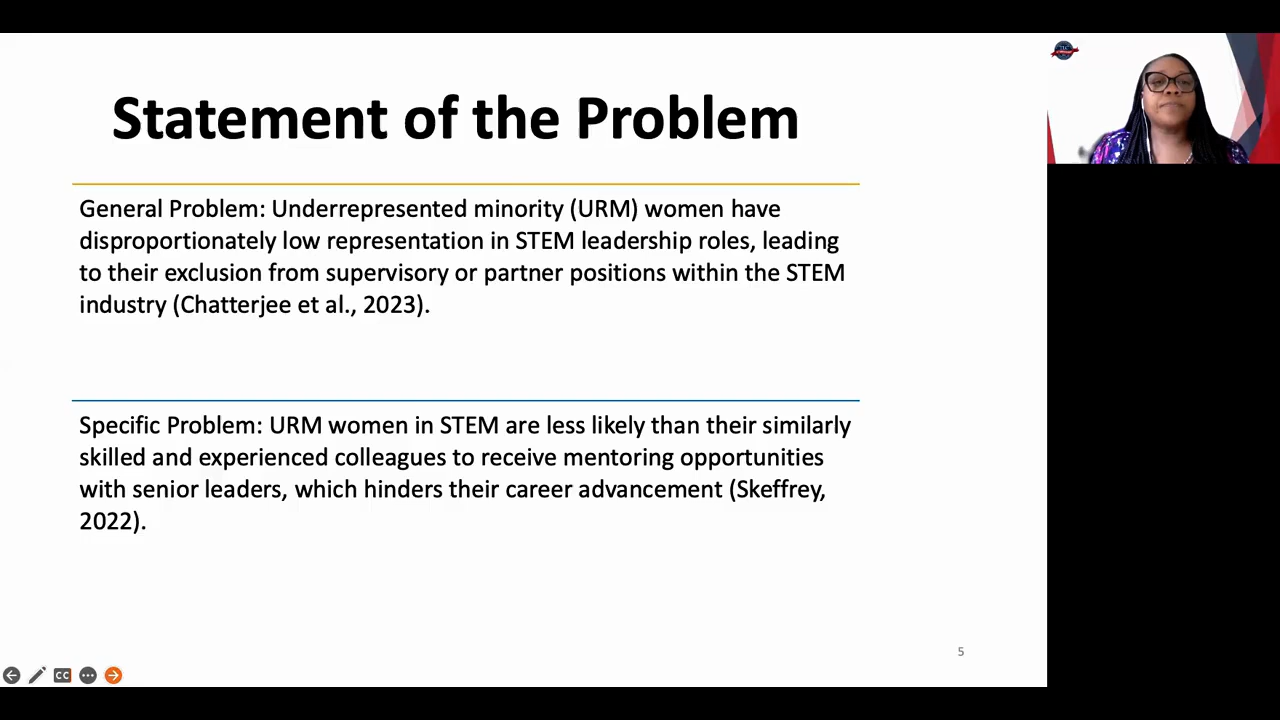 Statement of the Problem
General Problem: Underrepresented minority (URM) women have
disproportionately low representation in STEM leadership roles, leading
to their exclusion from supervisory or partner positions within the STEM
industry (Chatterjee et al., 2023).
Specific Problem: URM women in STEM are less likely than their similarly
skilled and experienced colleagues to receive mentoring opportunities
with senior leaders, which hinders their career advancement (Skeffrey,
2022).
5
CC